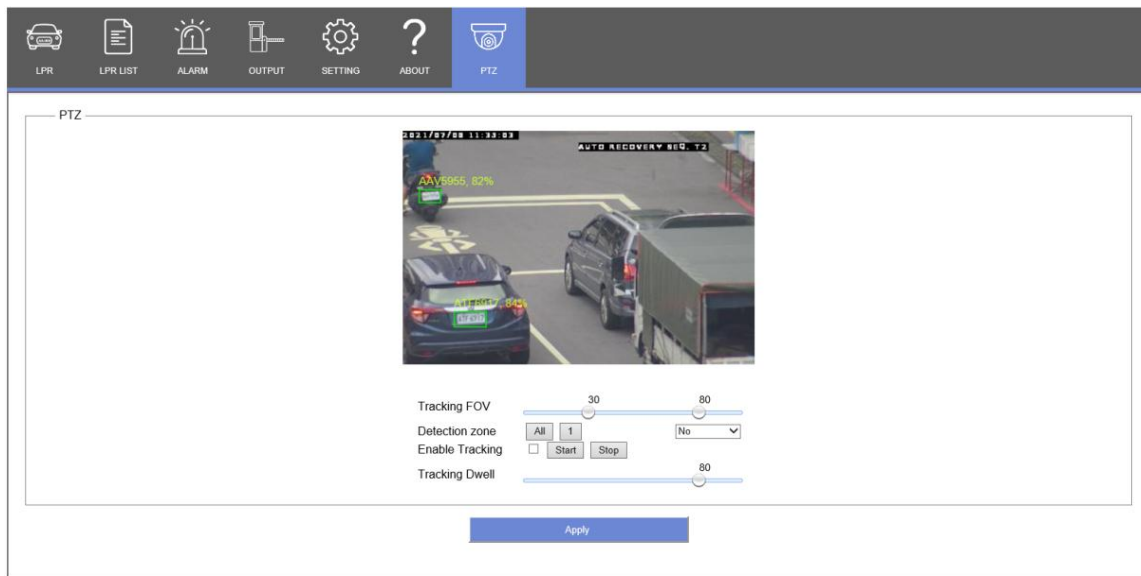 LPR
LPR LIST
ALARM
OUTPUT
SETTING
ABOUT
PTZ
PTZ
2021/07/08 11:33:03
AUTO RECOVERY SEQ. T2
AAV5955, 82%
ATF6917, 84%
Tracking FOV 30 80
Detection zone All 1 No
Enable Tracking Start Stop
Tracking Dwell 80
Apply